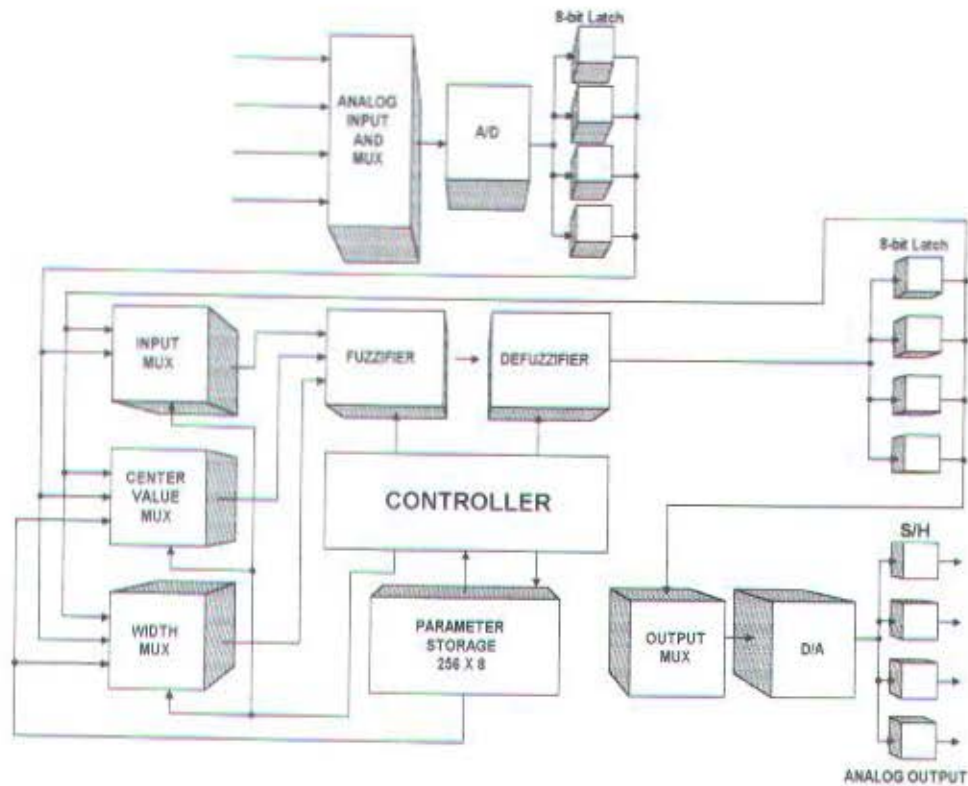 8-bit Latch
ANALOG
INPUT
AND
MUX
A/D
8-bit Latch
INPUT
MUX
FUZZIFIER
DEFUZZIFIER
CENTER
VALUE
MUX
CONTROLLER
S/H
WIDTH
MUX
PARAMETER
STORAGE
256 X 8
OUTPUT
MUX
D/A
ANALOG OUTPUT